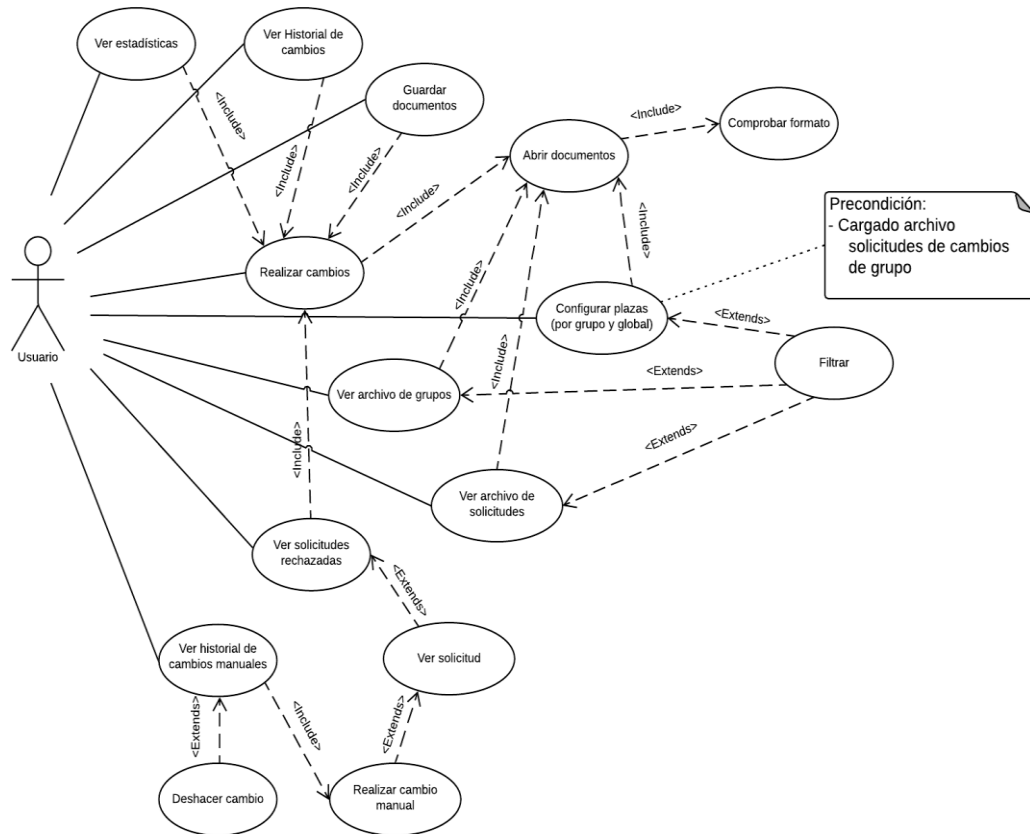 Ver estadísticas
Ver Historial de
cambios
Guardar
documentos
<Include>
<Include>
<Include>
<Include>
<Include>
Abrir documentos
Comprobar formato
Precondición:
- Cargado archivo
solicitudes de cambios
de grupo
<Include>
Usuario
Realizar cambios
<Include>
Configurar plazas
(por grupo y global)
<Extends>
<Include>
Filtrar
<Extends>
Ver archivo de grupos
<Include>
<Extends>
Ver archivo de
solicitudes
Ver solicitudes
rechazadas
<Extends>
Ver historial de
cambios manuales
Ver solicitud
<Extends>
<Include>
<Extends>
Deshacer cambio
Realizar cambio
manual